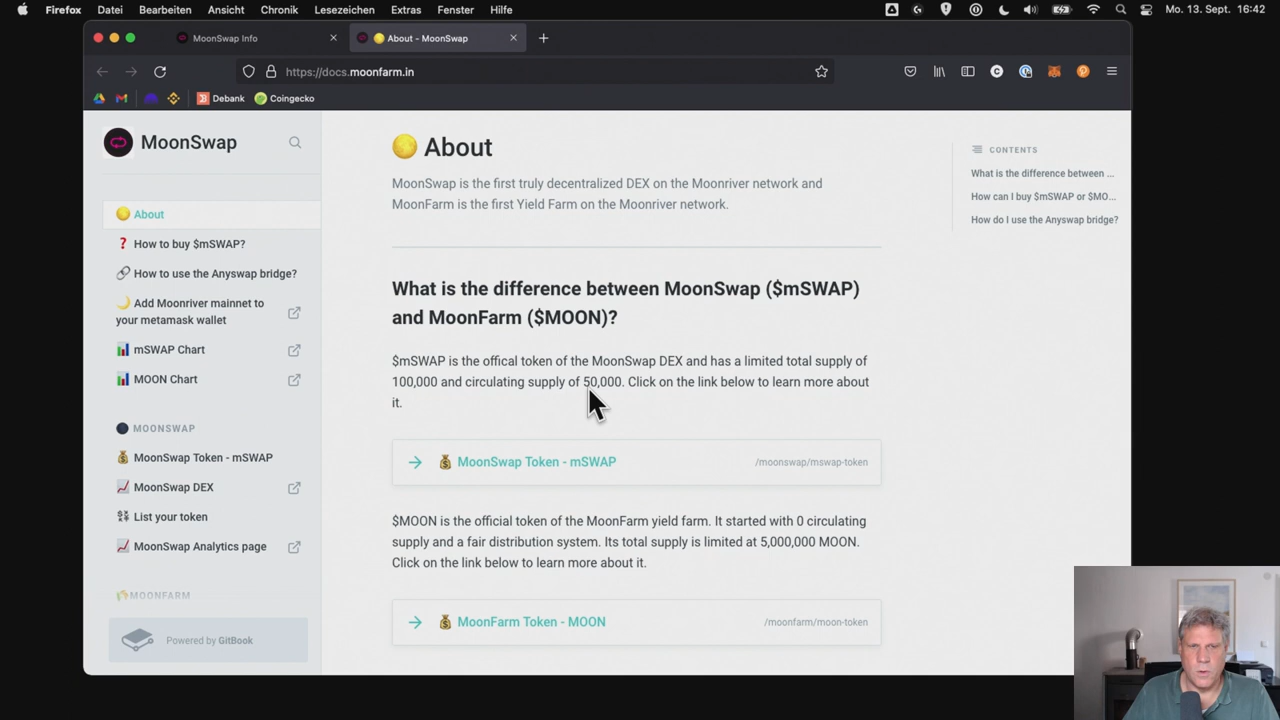 Firefox Datei Bearbeiten Ansicht Chronik Lesezeichen Extras Fenster Hilfe Mo. 13. Sept. 16:42
MoonSwap Info
About - MoonSwap
https://docs.moonfarm.in
Debank Coingecko
MoonSwap
About
How to buy $mSWAP?
How to use the Anyswap bridge?
Add Moonriver mainnet to
your metamask wallet
mSWAP Chart
MOON Chart
MOONSWAP
MoonSwap Token - mSWAP
MoonSwap DEX
List your token
MoonSwap Analytics page
MOONFARM
Powered by GitBook
About
MoonSwap is the first truly decentralized DEX on the Moonriver network and
MoonFarm is the first Yield Farm on the Moonriver network.
What is the difference between MoonSwap ($mSWAP)
and MoonFarm ($MOON)?
$mSWAP is the offical token of the MoonSwap DEX and has a limited total supply of
100,000 and circulating supply of 50,000. Click on the link below to learn more about
it.
MoonSwap Token - mSWAP /moonswap/mswap-token
$MOON is the official token of the MoonFarm yield farm. It started with 0 circulating
supply and a fair distribution system. Its total supply is limited at 5,000,000 MOON.
Click on the link below to learn more about it.
MoonFarm Token - MOON /moonfarm/moon-token
CONTENTS
What is the difference between ...
How can I buy $mSWAP or $MO...
How do I use the Anyswap bridge?